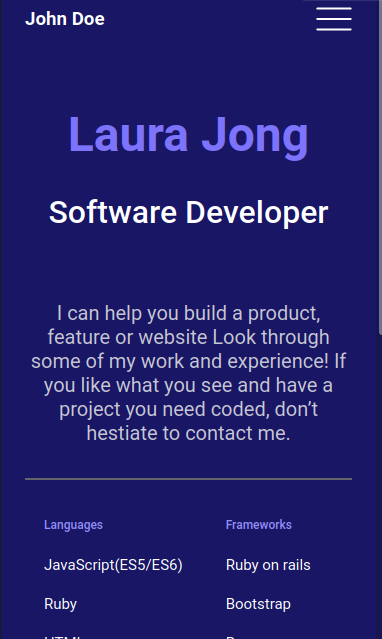 John Doe
Laura Jong
Software Developer
I can help you build a product,
feature or website Look through
some of my work and experience! If
you like what you see and have a
project you need coded, don’t
hestiate to contact me.
Languages
Frameworks
JavaScript(ES5/ES6)
Ruby on rails
Ruby
Bootstrap